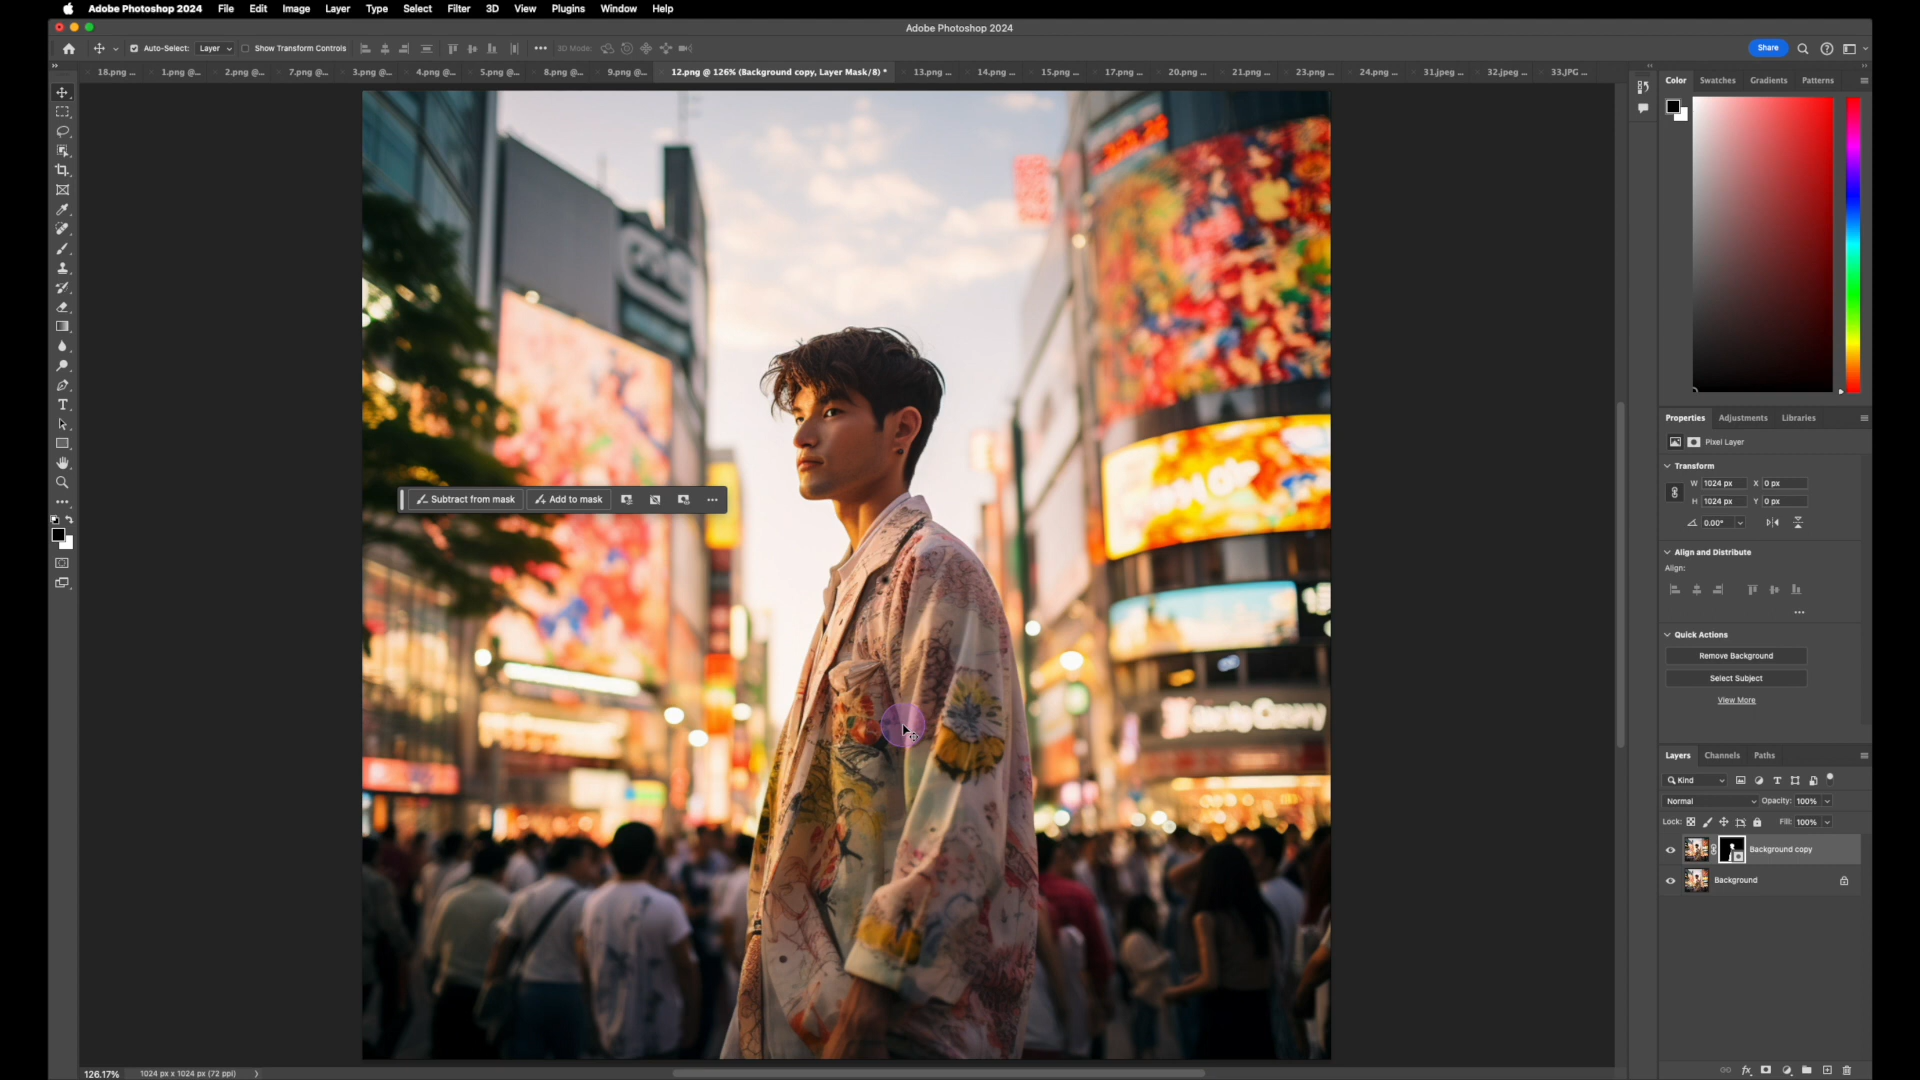 Adobe Photoshop 2024 File Edit Image Layer Type Select Filter 3D View Plugins Window Help
Adobe Photoshop 2024
Auto-Select: Layer Show Transform Controls 3D Mode: Share
18.png ... 1.png @... 2.png @... 7.png @... 3.png @... 4.png @... 5.png @... 8.png @... 9.png @... 12.png @ 126% (Background copy, Layer Mask/8) * 13.png ... 14.png ... 15.png ... 17.png ... 20.png ... 21.png ... 23.png ... 24.png ... 31.jpeg ... 32.jpeg ... 33.JPG ...
Color Swatches Gradients Patterns
Properties Adjustments Libraries
Pixel Layer
Transform
W 1024 px X 0 px
H 1024 px Y 0 px
0.00°
Align and Distribute
Align:
Quick Actions
Remove Background
Select Subject
View More
Subtract from mask Add to mask
Layers Channels Paths
Kind
Normal Opacity: 100%
Lock: Fill: 100%
Background copy
Background
126.17% 1024 px x 1024 px (72 ppi)